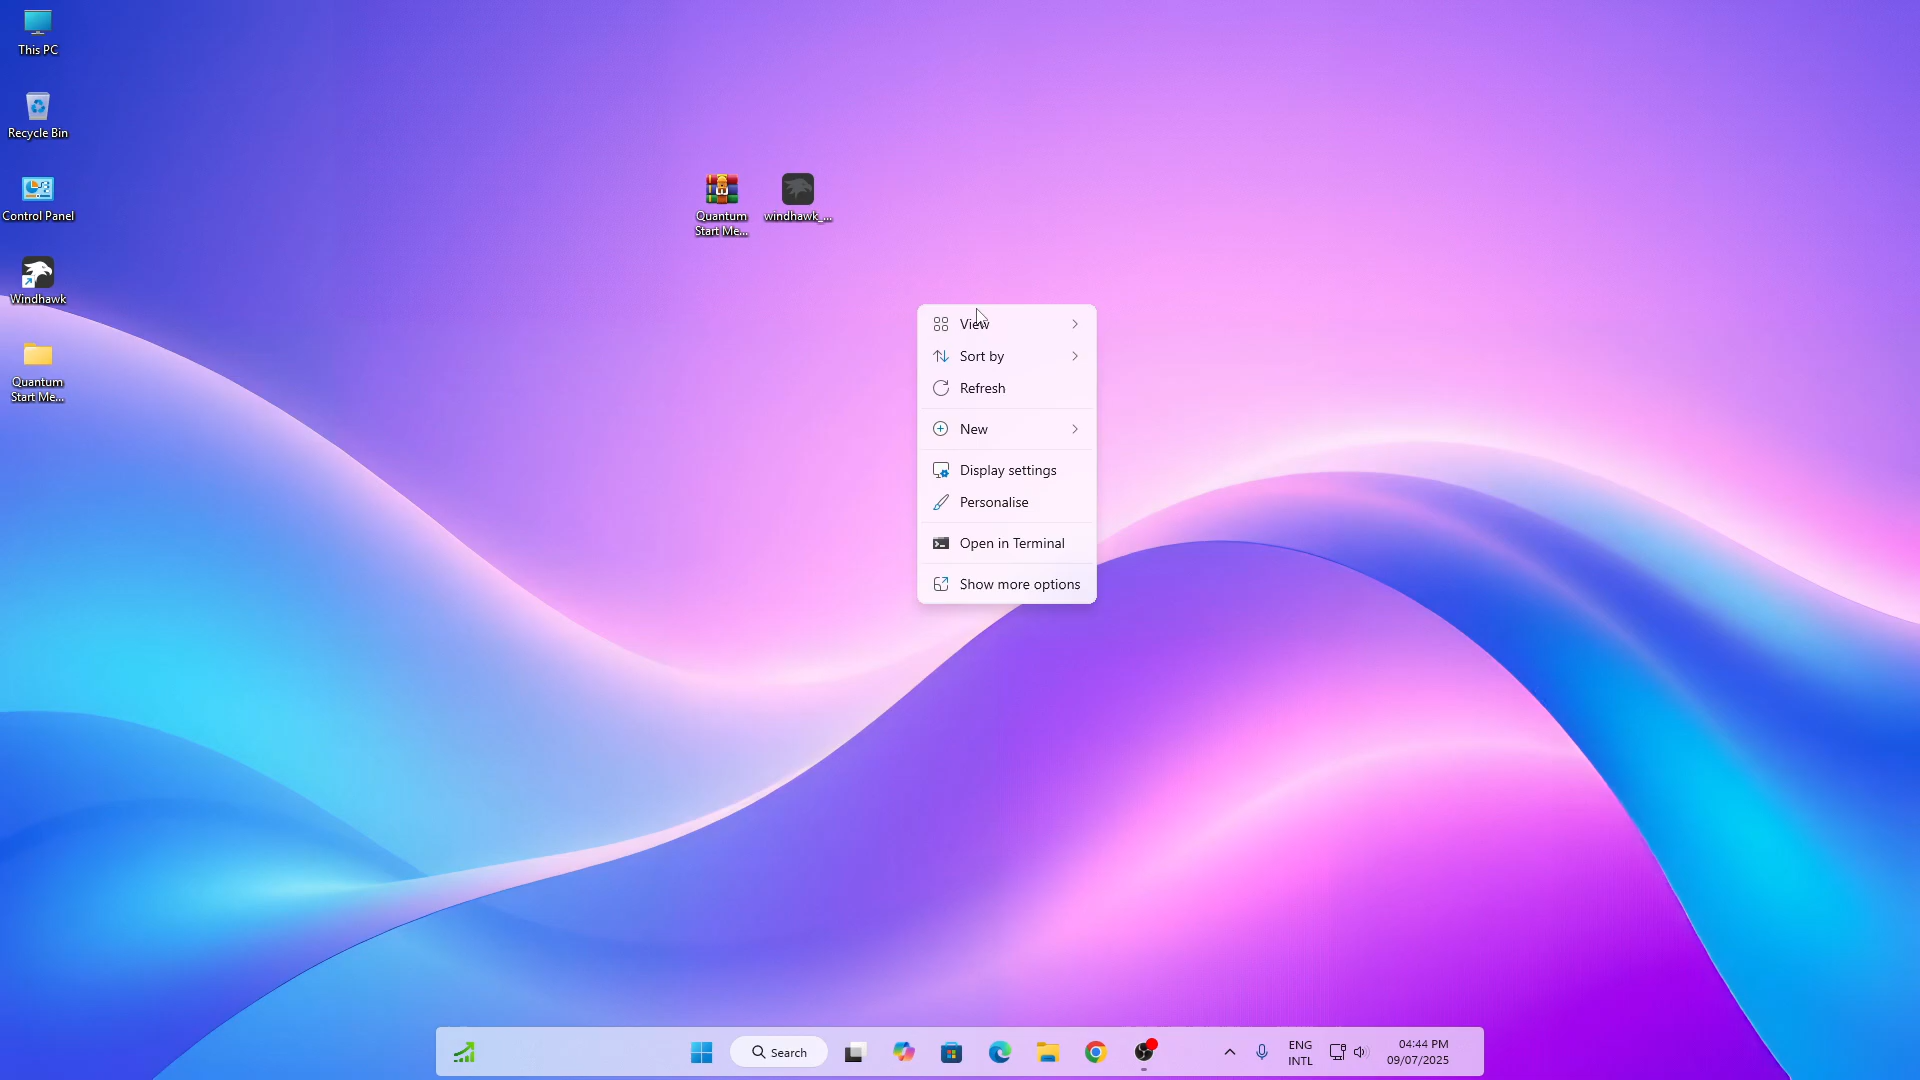 This PC
Recycle Bin
Control Panel
Windhawk
Quantum
Start Me...
Quantum
Start Me...
windhawk_...
View
Sort by
Refresh
New
Display settings
Personalise
Open in Terminal
Show more options
Search
ENG
INTL
04:44 PM
09/07/2025